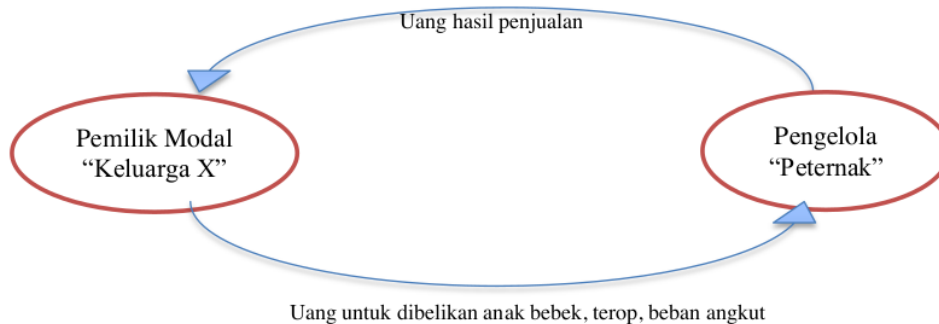 Uang hasil penjualan
Pemilik Modal
“Keluarga X”
Pengelola
“Peternak”
Uang untuk dibelikan anak bebek, terop, beban angkut